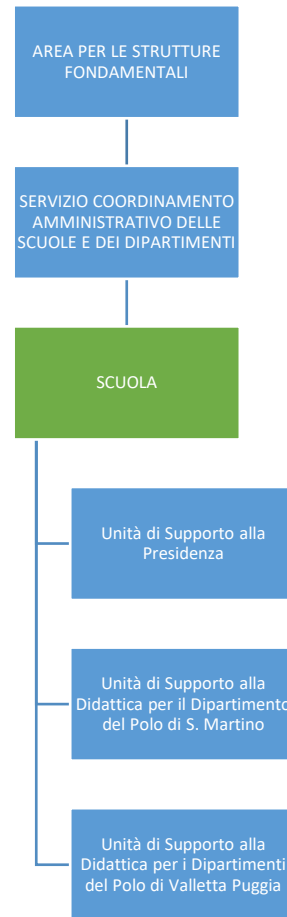 AREA PER LE STRUTTURE
FONDAMENTALI
SERVIZIO COORDINAMENTO
AMMINISTRATIVO DELLE
SCUOLE E DEI DIPARTIMENTI
SCUOLA
Unità di Supporto alla
Presidenza
Unità di Supporto alla
Didattica per il Dipartimento
del Polo di S. Martino
Unità di Supporto alla
Didattica per i Dipartimenti
del Polo di Valletta Puggia